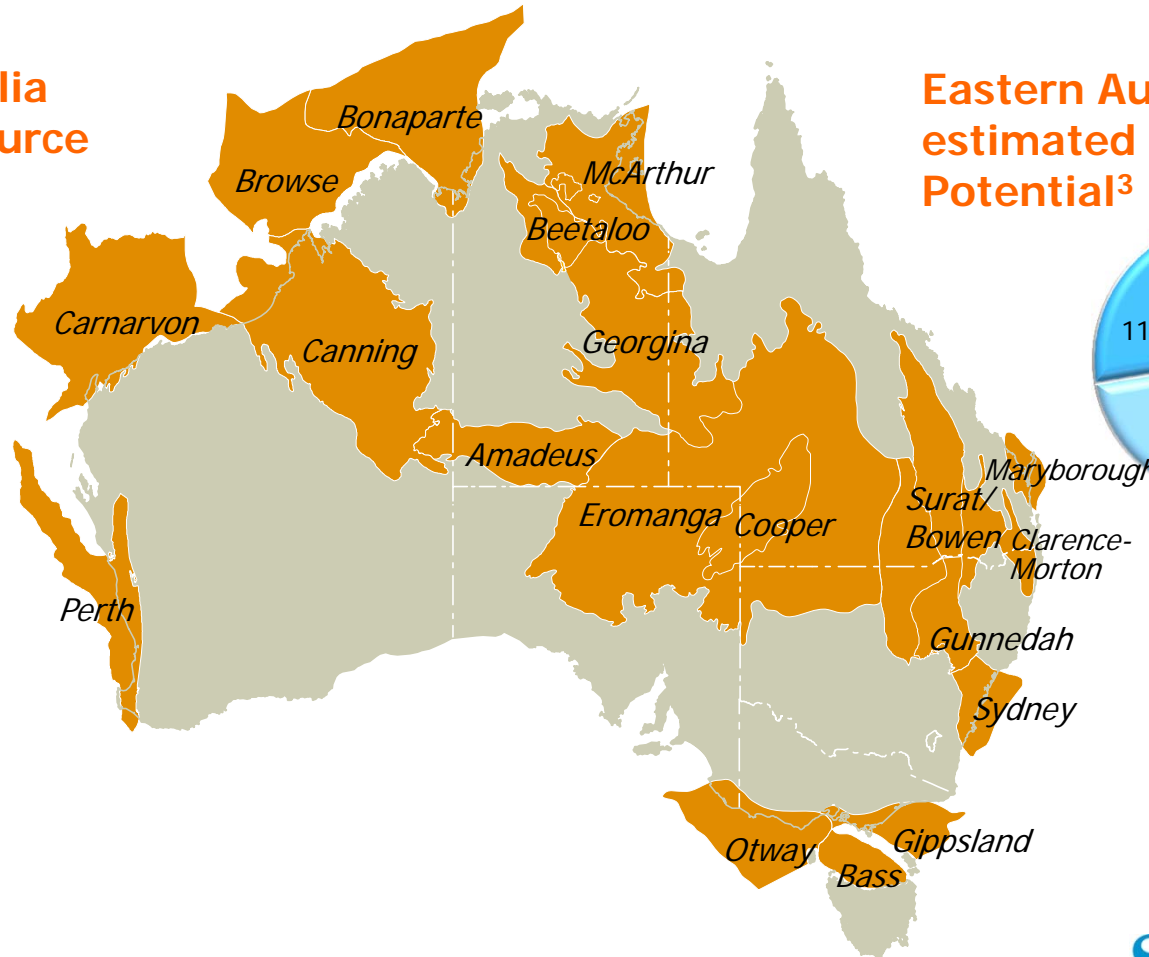 lia
urce
Eastern Au
estimated
Potential³
11
Bonaparte
Browse
McArthur
Beetaloo
Carnarvon
Canning
Georgina
Amadeus
Maryborough
Eromanga
Cooper
Surat/
Bowen
Clarence-
Morton
Perth
Gunnedah
Sydney
Otway
Gippsland
Bass